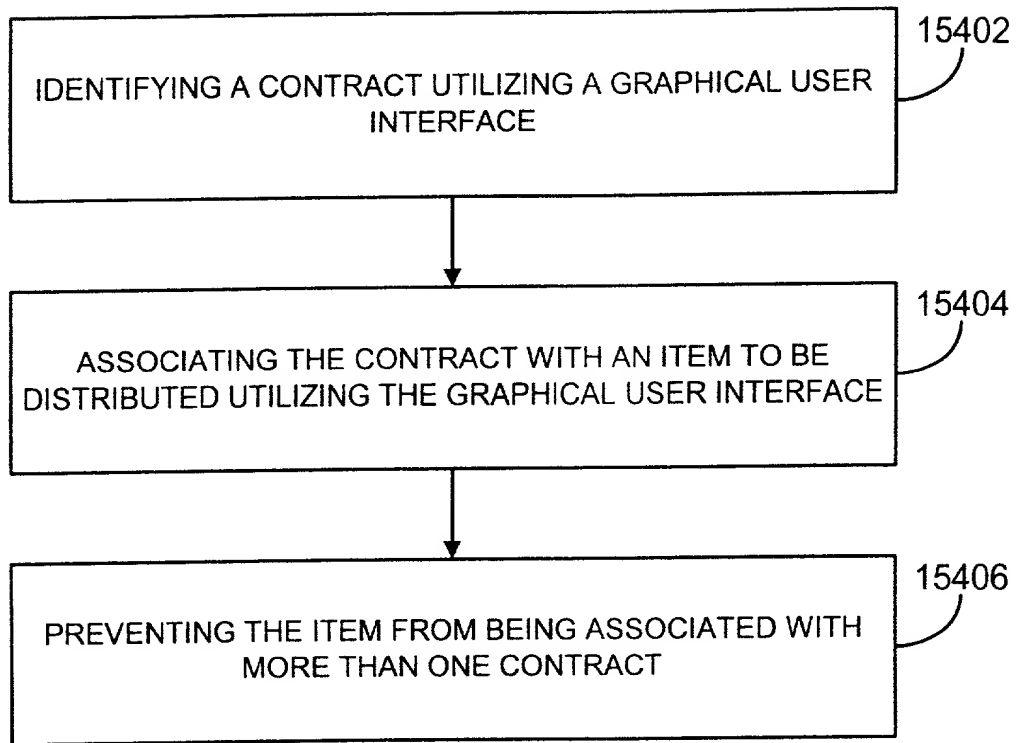 15402
IDENTIFYING A CONTRACT UTILIZING A GRAPHICAL USER
INTERFACE
15404
ASSOCIATING THE CONTRACT WITH AN ITEM TO BE
DISTRIBUTED UTILIZING THE GRAPHICAL USER INTERFACE
15406
PREVENTING THE ITEM FROM BEING ASSOCIATED WITH
MORE THAN ONE CONTRACT